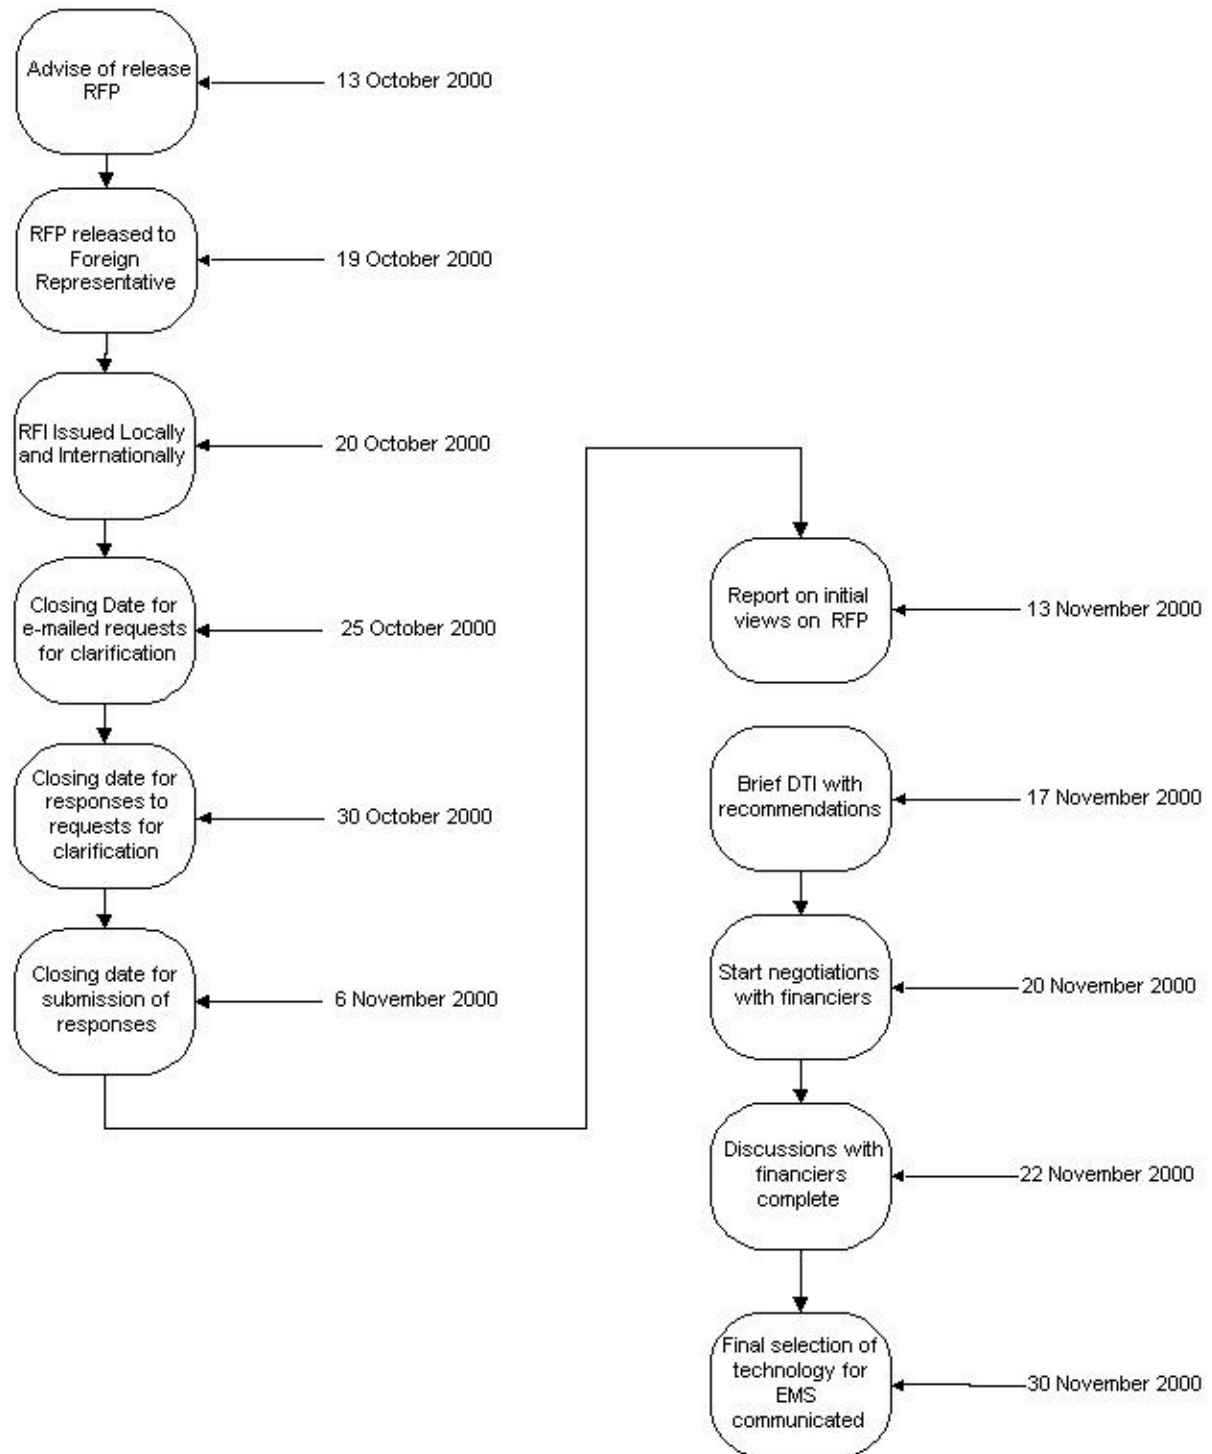 Advise of release
RFP
13 October 2000
RFP released to
Foreign
Representative
19 October 2000
RFI Issued Locally
and Internationally
20 October 2000
Closing Date for
e-mailed requests
for clarification
25 October 2000
Closing date for
responses to
requests for
clarification
30 October 2000
Closing date for
submission of
responses
6 November 2000
Report on initial
views on RFP
13 November 2000
Brief DTI with
recommendations
17 November 2000
Start negotiations
with financiers
20 November 2000
Discussions with
financiers
complete
22 November 2000
Final selection of
technology for
EMS
communicated
30 November 2000